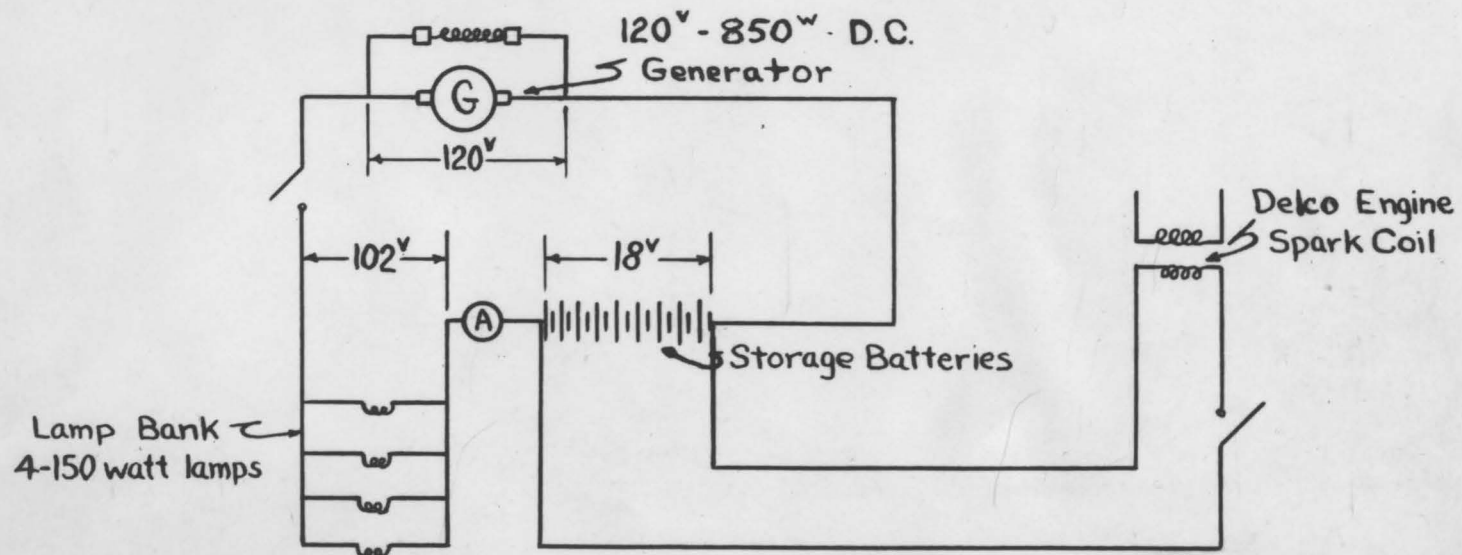 120ᵛ - 850ʷ · D.C.
Generator
G
120ᵛ
102ᵛ
18ᵛ
A
Delco Engine
Spark Coil
Storage Batteries
Lamp Bank
4-150 watt lamps